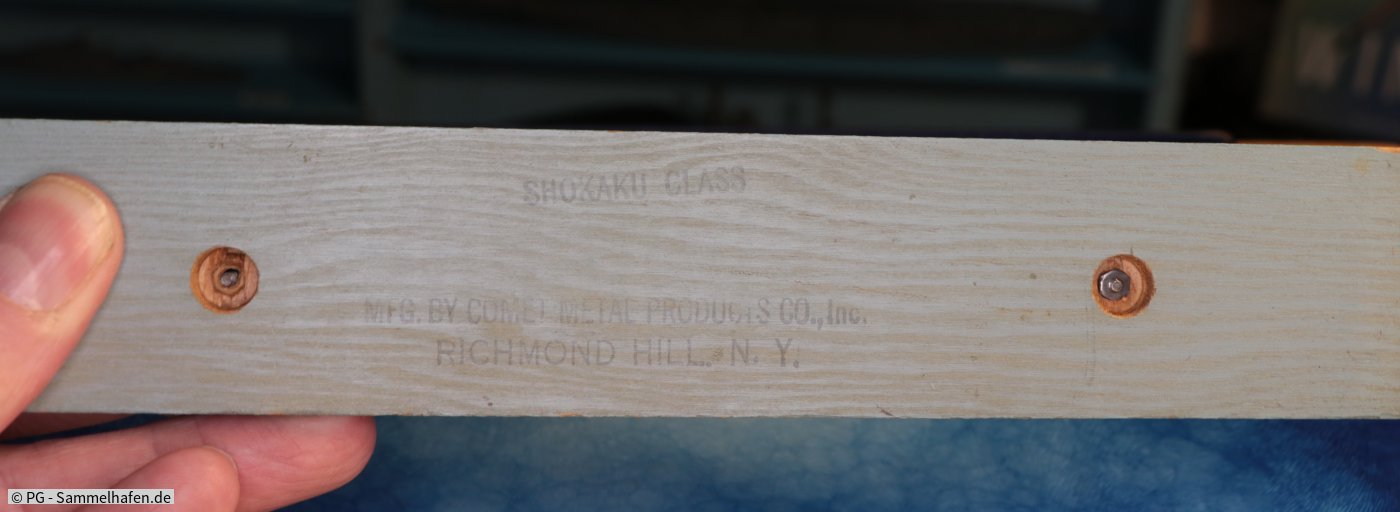 SHOKAKU CLASS
MFG. BY COMET METAL PRODUCTS CO., Inc.
RICHMOND HILL. N. Y.
© PG - Sammelhafen.de